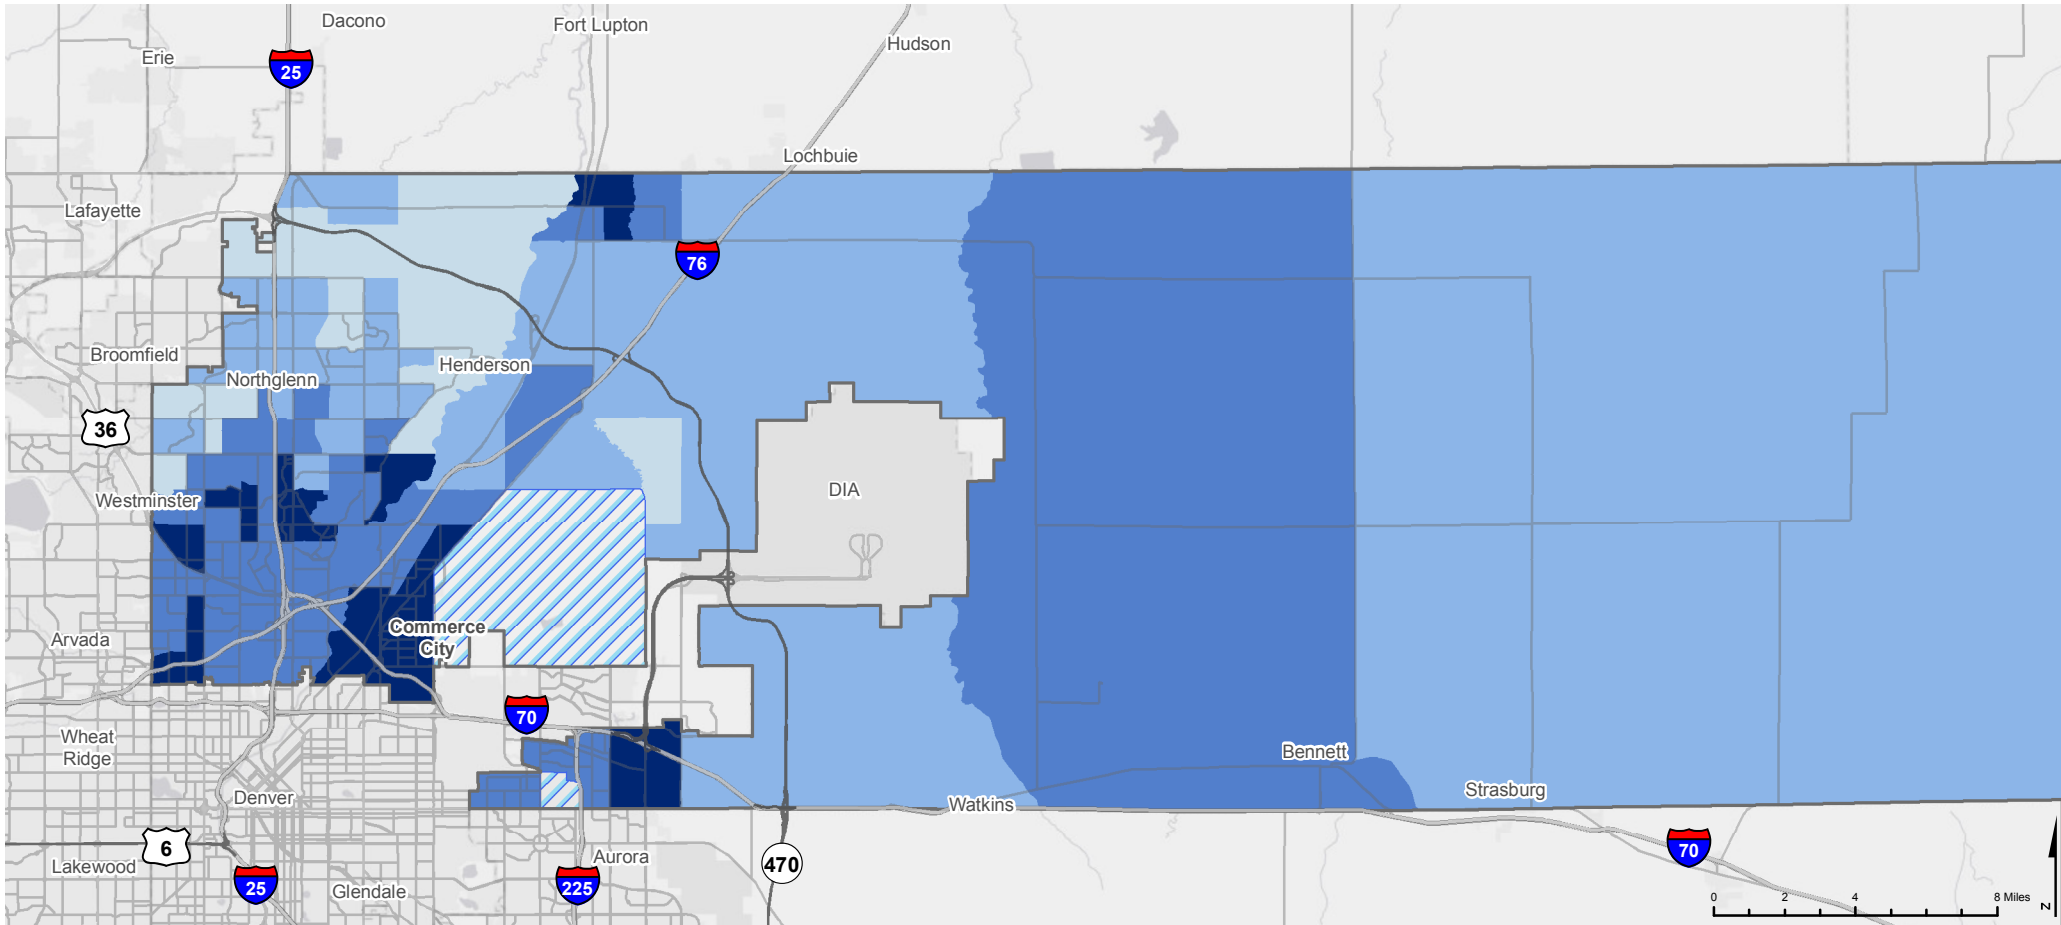 Dacono
Fort Lupton
Hudson
Erie
25
Lochbuie
Lafayette
76
Broomfield
Henderson
Northglenn
36
DIA
Westminster
Commerce
City
Arvada
70
Wheat
Ridge
Bennett
Denver
Strasburg
Watkins
6
Lakewood
Aurora
470
70
25
Glendale
225
0
2
4
8 Miles
N